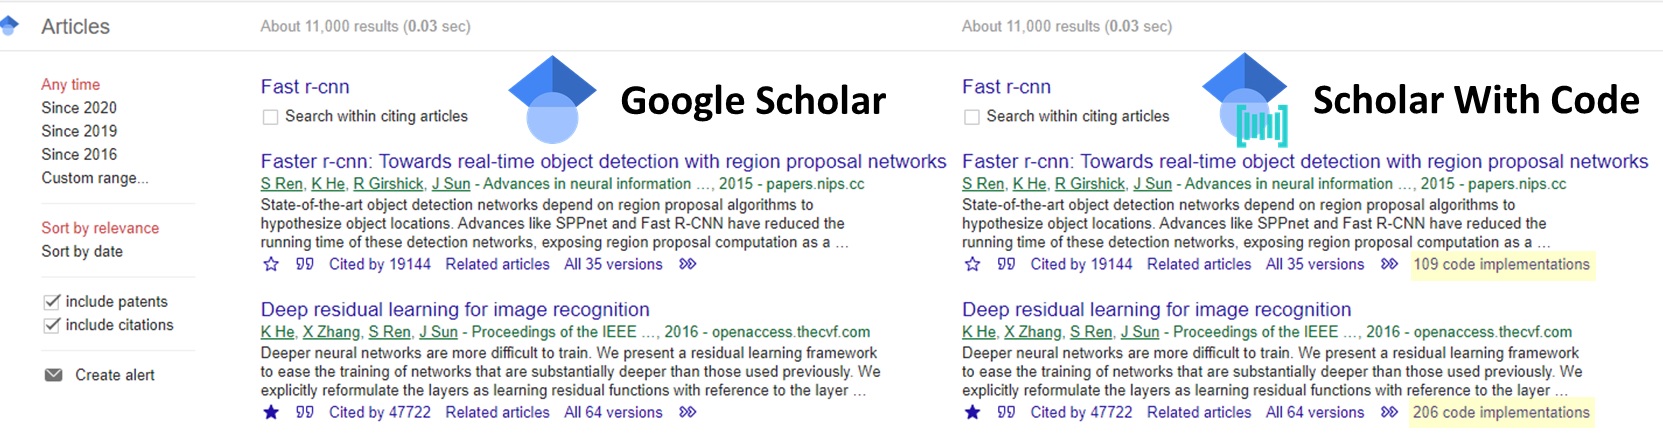 Articles
About 11,000 results (0.03 sec)
About 11,000 results (0.03 sec)
Any time
Since 2020
Since 2019
Since 2016
Custom range...
Sort by relevance
Sort by date
include patents
include citations
Create alert
Fast r-cnn
Google Scholar
Search within citing articles
Faster r-cnn: Towards real-time object detection with region proposal networks
S Ren, K He, R Girshick, J Sun - Advances in neural information …, 2015 - papers.nips.cc
State-of-the-art object detection networks depend on region proposal algorithms to
hypothesize object locations. Advances like SPPnet and Fast R-CNN have reduced the
running time of these detection networks, exposing region proposal computation as a …
Cited by 19144 Related articles All 35 versions
Deep residual learning for image recognition
K He, X Zhang, S Ren, J Sun - Proceedings of the IEEE …, 2016 - openaccess.thecvf.com
Deeper neural networks are more difficult to train. We present a residual learning framework
to ease the training of networks that are substantially deeper than those used previously. We
explicitly reformulate the layers as learning residual functions with reference to the layer …
Cited by 47722 Related articles All 64 versions
Fast r-cnn
Scholar With Code
Search within citing articles
Faster r-cnn: Towards real-time object detection with region proposal networks
S Ren, K He, R Girshick, J Sun - Advances in neural information …, 2015 - papers.nips.cc
State-of-the-art object detection networks depend on region proposal algorithms to
hypothesize object locations. Advances like SPPnet and Fast R-CNN have reduced the
running time of these detection networks, exposing region proposal computation as a …
Cited by 19144 Related articles All 35 versions 109 code implementations
Deep residual learning for image recognition
K He, X Zhang, S Ren, J Sun - Proceedings of the IEEE …, 2016 - openaccess.thecvf.com
Deeper neural networks are more difficult to train. We present a residual learning framework
to ease the training of networks that are substantially deeper than those used previously. We
explicitly reformulate the layers as learning residual functions with reference to the layer …
Cited by 47722 Related articles All 64 versions 206 code implementations